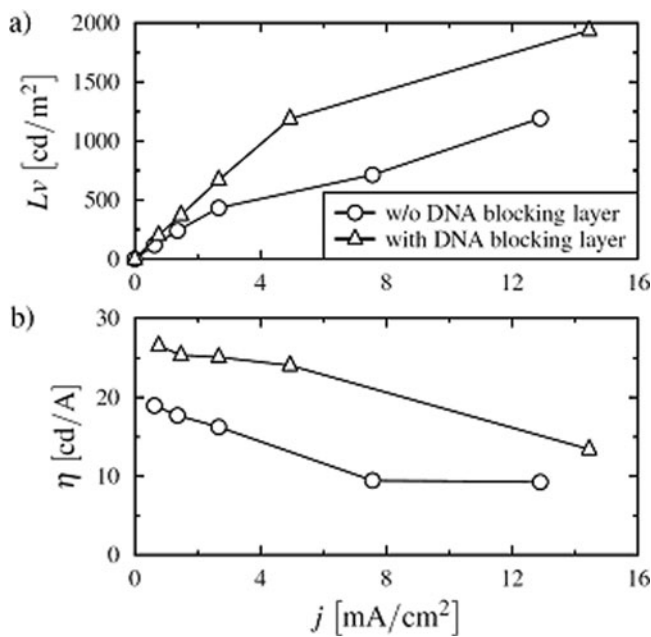 a)
2000
1500
1000
500
0
Lv [cd/m²]
w/o DNA blocking layer
with DNA blocking layer
0 4 8 12 16
b)
30
20
10
0
η [cd/A]
0 4 8 12 16
j [mA/cm²]